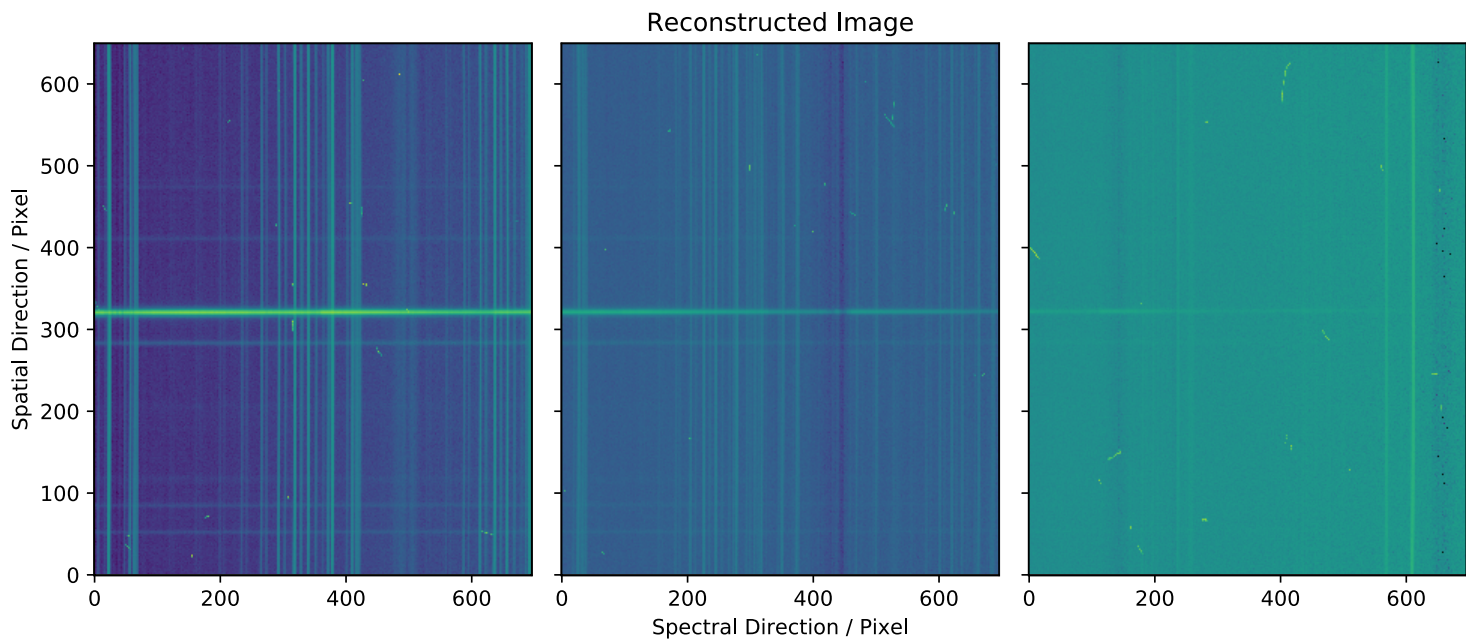 Reconstructed Image
Spatial Direction / Pixel
600
500
400
300
200
100
0
0 200 400 600
0 200 400 600
0 200 400 600
Spectral Direction / Pixel